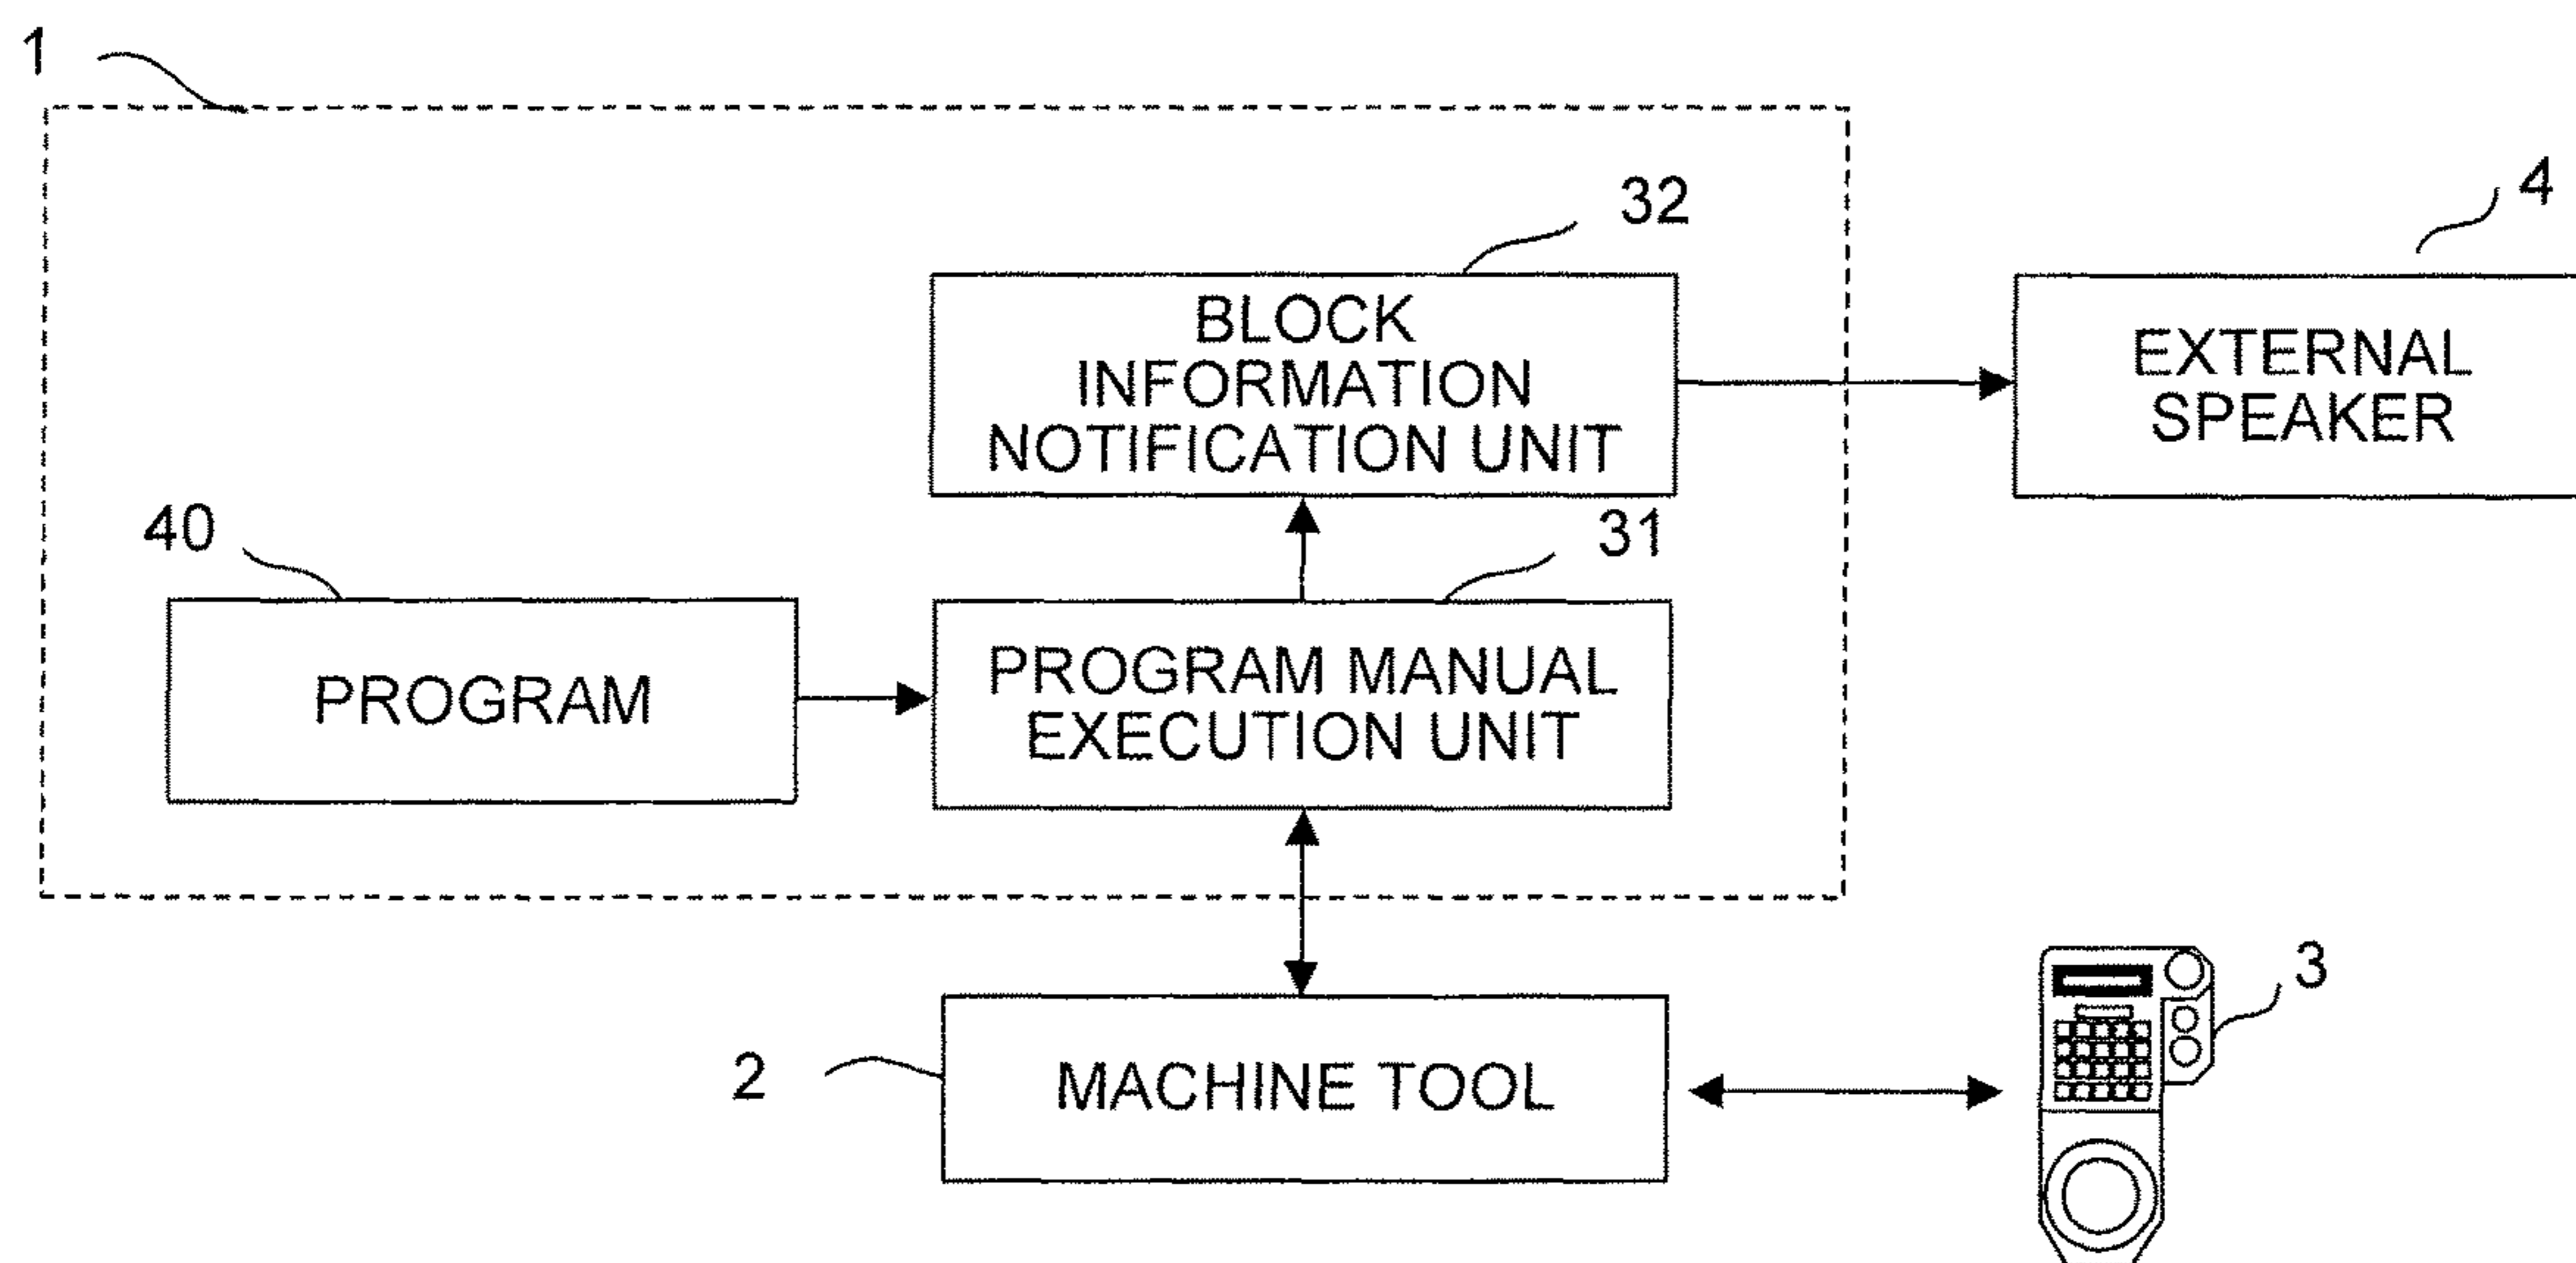 1
32
4
BLOCK
INFORMATION
NOTIFICATION UNIT
EXTERNAL
SPEAKER
40
31
PROGRAM
PROGRAM MANUAL
EXECUTION UNIT
3
2
MACHINE TOOL